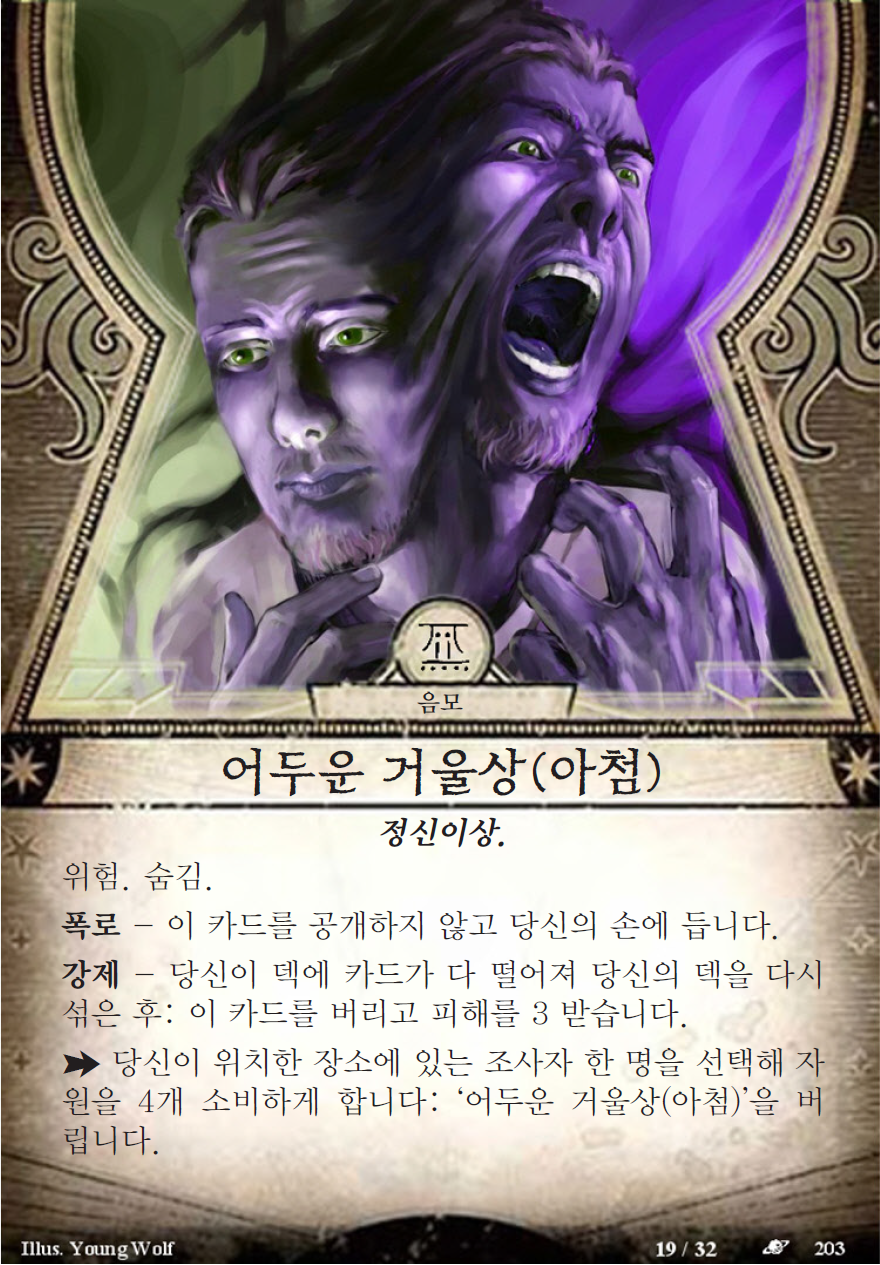 음모
어두운 거울상(아첨)
정신이상.
위험. 숨김.
폭로 – 이 카드를 공개하지 않고 당신의 손에 듭니다.
강제 – 당신이 덱에 카드가 다 떨어져 당신의 덱을 다시
섞은 후: 이 카드를 버리고 피해를 3 받습니다.
당신이 위치한 장소에 있는 조사자 한 명을 선택해 자
원을 4개 소비하게 합니다: ‘어두운 거울상(아첨)’을 버
립니다.
Illus. Young Wolf 19 / 32 203